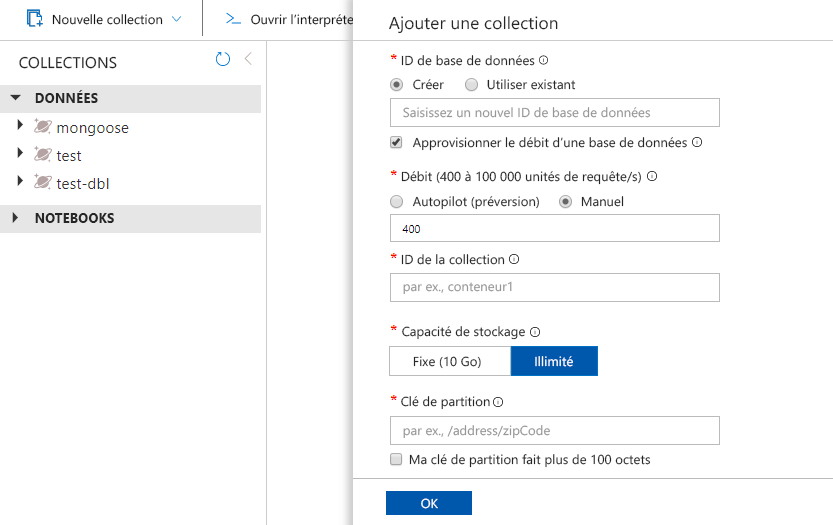 Nouvelle collection
Ouvrir l'interpréte
COLLECTIONS
DONNÉES
mongoose
test
test-dbl
NOTEBOOKS
Ajouter une collection
* ID de base de données
Créer Utiliser existant
Saisissez un nouvel ID de base de données
Approvisionner le débit d'une base de données
* Débit (400 à 100 000 unités de requête/s)
Autopilot (préversion) Manuel
400
* ID de la collection
par ex., conteneur1
* Capacité de stockage
Fixe (10 Go) Illimité
* Clé de partition
par ex., /address/zipCode
Ma clé de partition fait plus de 100 octets
OK